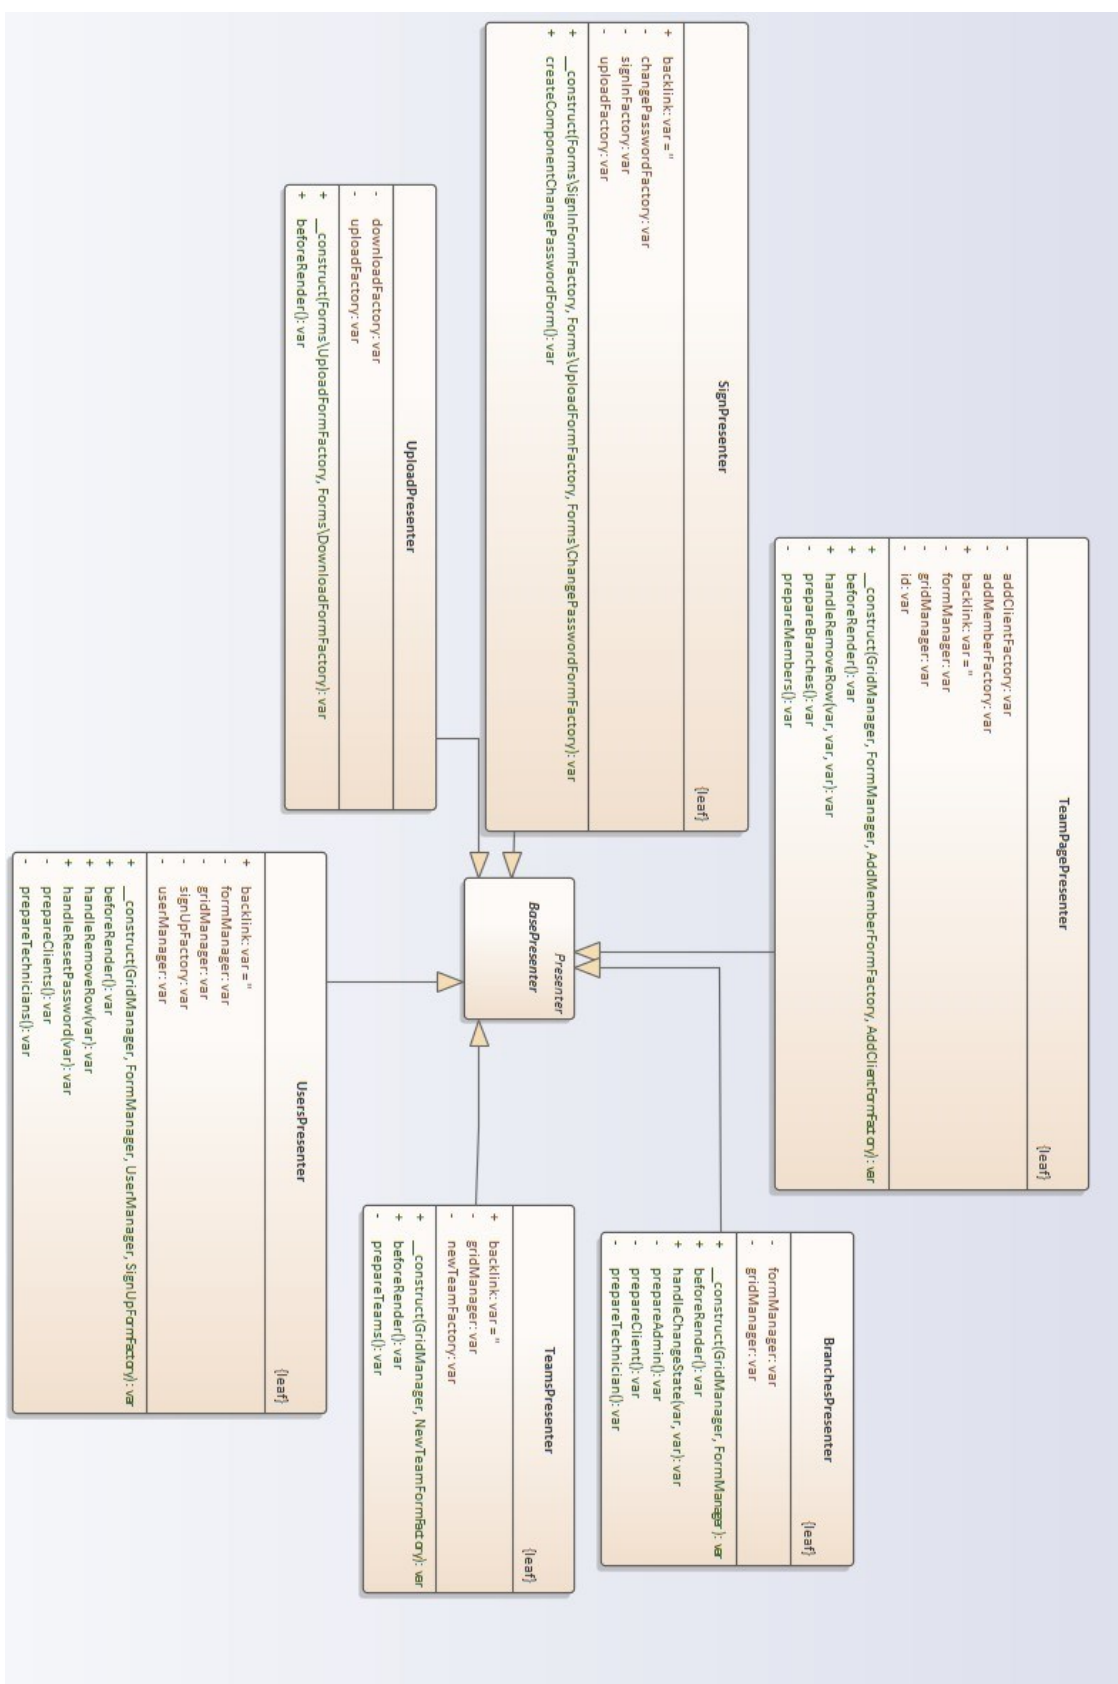 TeamPagePresenter
{leaf}
- addClientFactory: var
- addMemberFactory: var
+ backlink: var = ''
- formManager: var
- gridManager: var
- id: var
+ __construct(GridManager, FormManager, AddMemberFormFactory, AddClientFormFactory): var
+ beforeRender(): var
+ handleRemoveRow(var, var, var): var
- prepareBranches(): var
- prepareMembers(): var
SignPresenter
{leaf}
+ backlink: var = ''
- changePasswordFactory: var
- signInFactory: var
- uploadFactory: var
+ __construct(Forms\SignInFormFactory, Forms\UploadFormFactory, Forms\ChangePasswordFormFactory): var
+ createComponentChangePasswordForm(): var
BranchesPresenter
{leaf}
- formManager: var
- gridManager: var
+ __construct(GridManager, FormManager): var
+ beforeRender(): var
+ handleChangeState(var, var): var
- prepareAdmin(): var
- prepareClient(): var
- prepareTechnician(): var
Presenter
BasePresenter
TeamsPresenter
{leaf}
+ backlink: var = ''
- gridManager: var
- newTeamFactory: var
+ __construct(GridManager, NewTeamFormFactory): var
+ beforeRender(): var
- prepareTeams(): var
UploadPresenter
- downloadFactory: var
- uploadFactory: var
+ __construct(Forms\UploadFormFactory, Forms\DownloadFormFactory): var
+ beforeRender(): var
UsersPresenter
{leaf}
+ backlink: var = ''
- formManager: var
- gridManager: var
- signUpFactory: var
- userManager: var
+ __construct(GridManager, FormManager, UserManager, SignUpFormFactory): var
+ beforeRender(): var
+ handleRemoveRow(var): var
+ handleResetPassword(var): var
- prepareClients(): var
- prepareTechnicians(): var